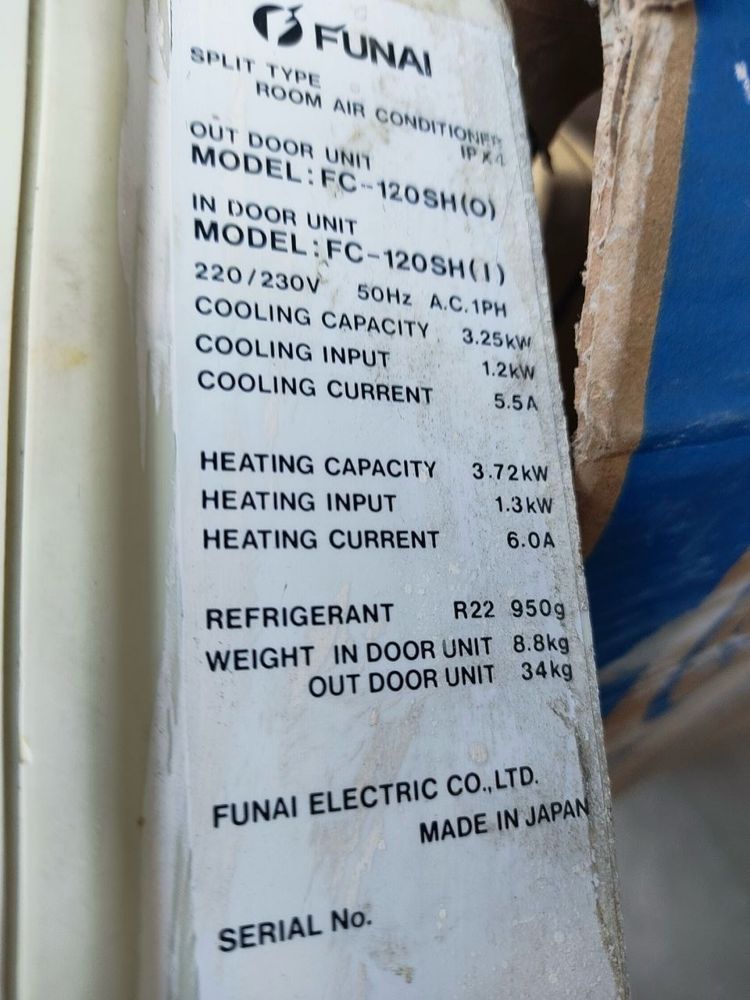 FUNAI
SPLIT TYPE
ROOM AIR CONDITIONER
IPX4
OUT DOOR UNIT
MODEL: FC-120SH(O)
IN DOOR UNIT
MODEL: FC-120SH(I)
220/230V 50Hz A.C. 1PH
COOLING CAPACITY 3.25kW
COOLING INPUT 1.2kW
COOLING CURRENT 5.5A
HEATING CAPACITY 3.72kW
HEATING INPUT 1.3kW
HEATING CURRENT 6.0A
REFRIGERANT R22 950g
WEIGHT IN DOOR UNIT 8.8kg
OUT DOOR UNIT 34kg
FUNAI ELECTRIC CO.,LTD.
MADE IN JAPAN
SERIAL No.